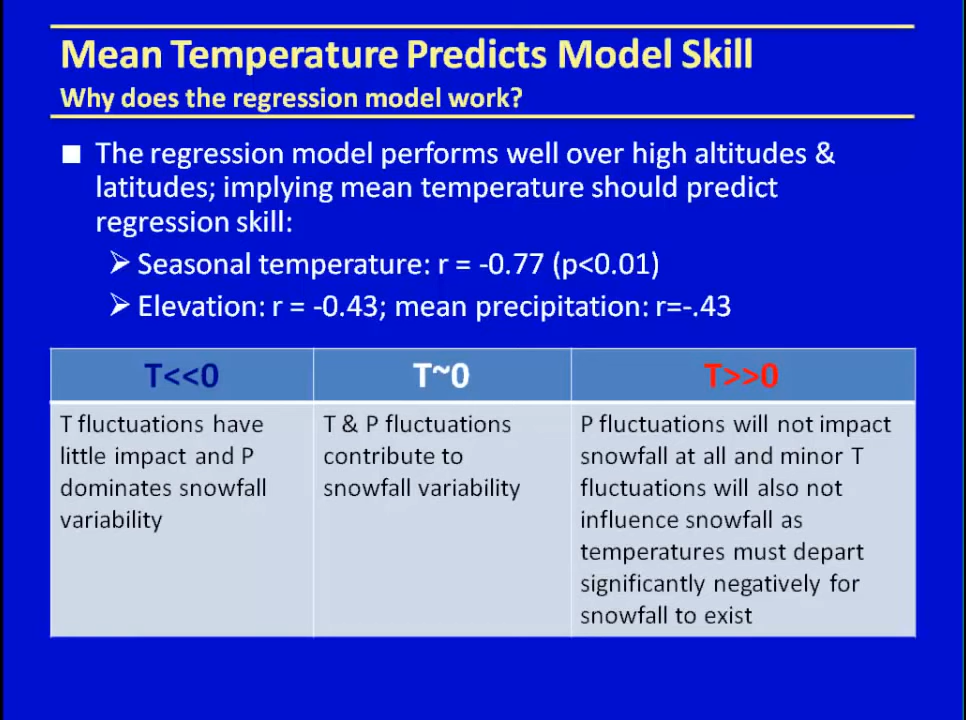 Mean Temperature Predicts Model Skill
Why does the regression model work?
The regression model performs well over high altitudes &
latitudes; implying mean temperature should predict
regression skill:
Seasonal temperature: r = -0.77 (p<0.01)
Elevation: r = -0.43; mean precipitation: r=-.43
T<<0
T~0
T>>0
T fluctuations have
little impact and P
dominates snowfall
variability
T & P fluctuations
contribute to
snowfall variability
P fluctuations will not impact
snowfall at all and minor T
fluctuations will also not
influence snowfall as
temperatures must depart
significantly negatively for
snowfall to exist